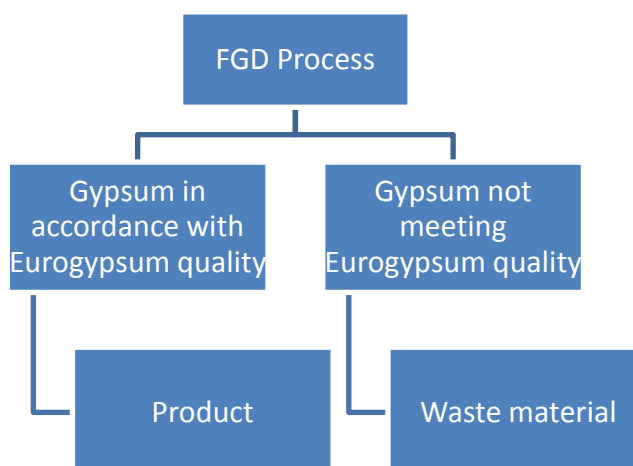 FGD Process
Gypsum in
accordance with
Eurogypsum quality
Gypsum not
meeting
Eurogypsum quality
Product
Waste material